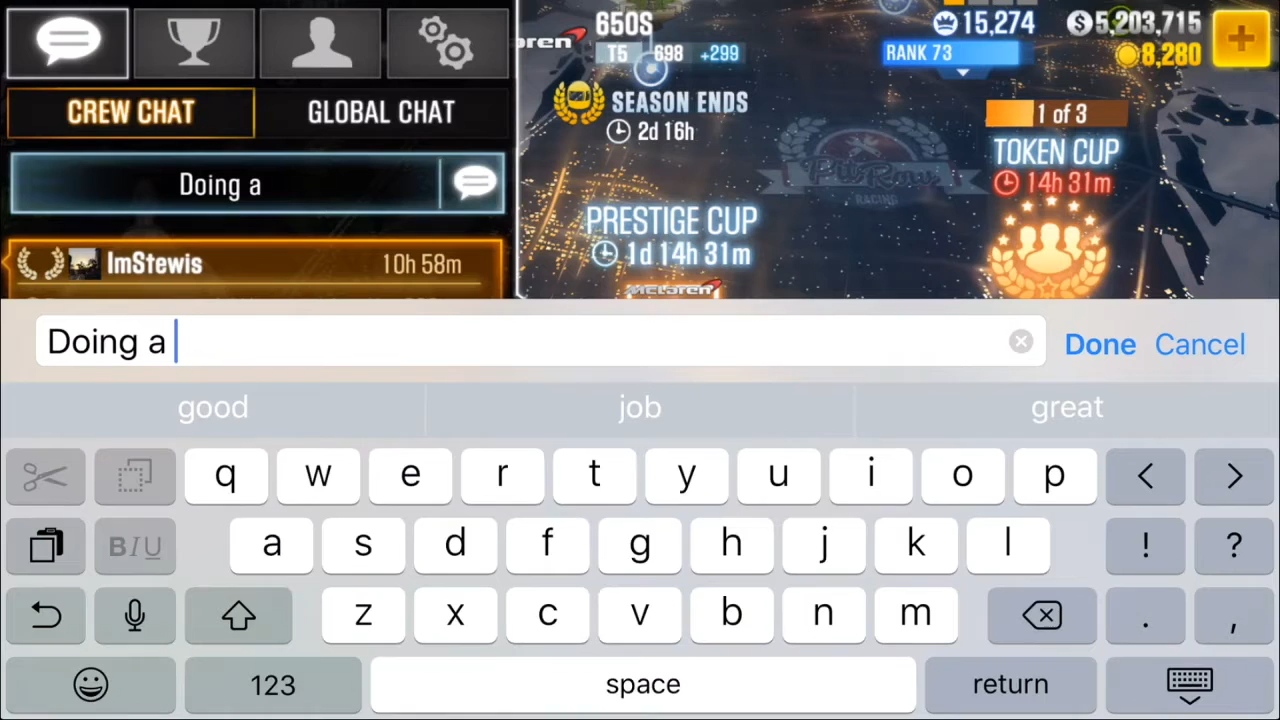 CREW CHAT
GLOBAL CHAT
Doing a
ImStewis
10h 58m
650S
T5 698 +299
SEASON ENDS
2d 16h
PRESTIGE CUP
1d 14h 31m
McLaren
15,274
RANK 73
5,203,715
8,280
1 of 3
TOKEN CUP
14h 31m
Doing a
Done
Cancel
good
job
great
q w e r t y u i o p < >
B I U a s d f g h j k l ! ?
z x c v b n m . ,
123
space
return